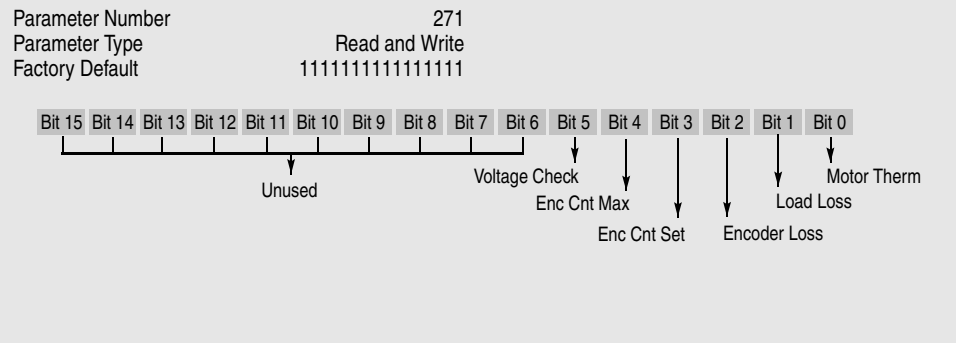 Parameter Number 271
Parameter Type Read and Write
Factory Default 1111111111111111
Bit 15 Bit 14 Bit 13 Bit 12 Bit 11 Bit 10 Bit 9 Bit 8 Bit 7 Bit 6 Bit 5 Bit 4 Bit 3 Bit 2 Bit 1 Bit 0
Unused Voltage Check Motor Therm
Enc Cnt Max Load Loss
Enc Cnt Set Encoder Loss